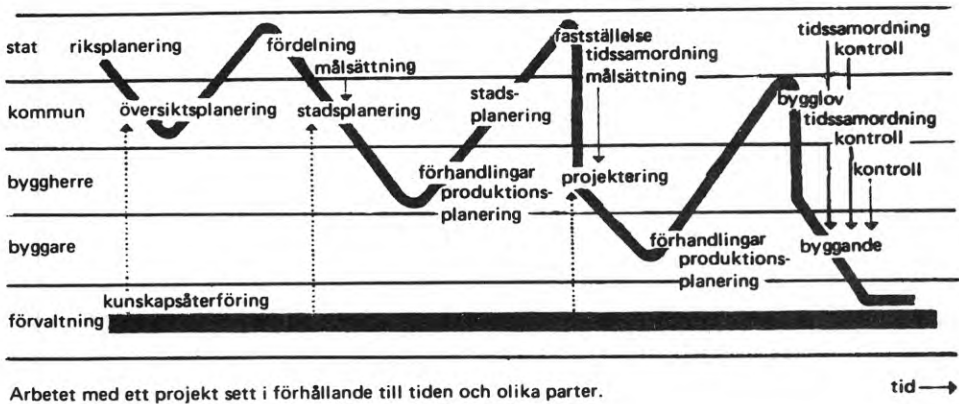 stat
riksplanering
fördelning
målsättning
fastställelse
tidssamordning
målsättning
tidssamordning
kontroll
kommun
översiktsplanering
stadsplanering
stads-
planering
bygglov
tidssamordning
kontroll
byggherre
förhandlingar
produktions-
planering
projektering
kontroll
byggare
förhandlingar
produktions-
planering
byggande
kunskapsåterföring
förvaltning
Arbetet med ett projekt sett i förhållande till tiden och olika parter.
tid